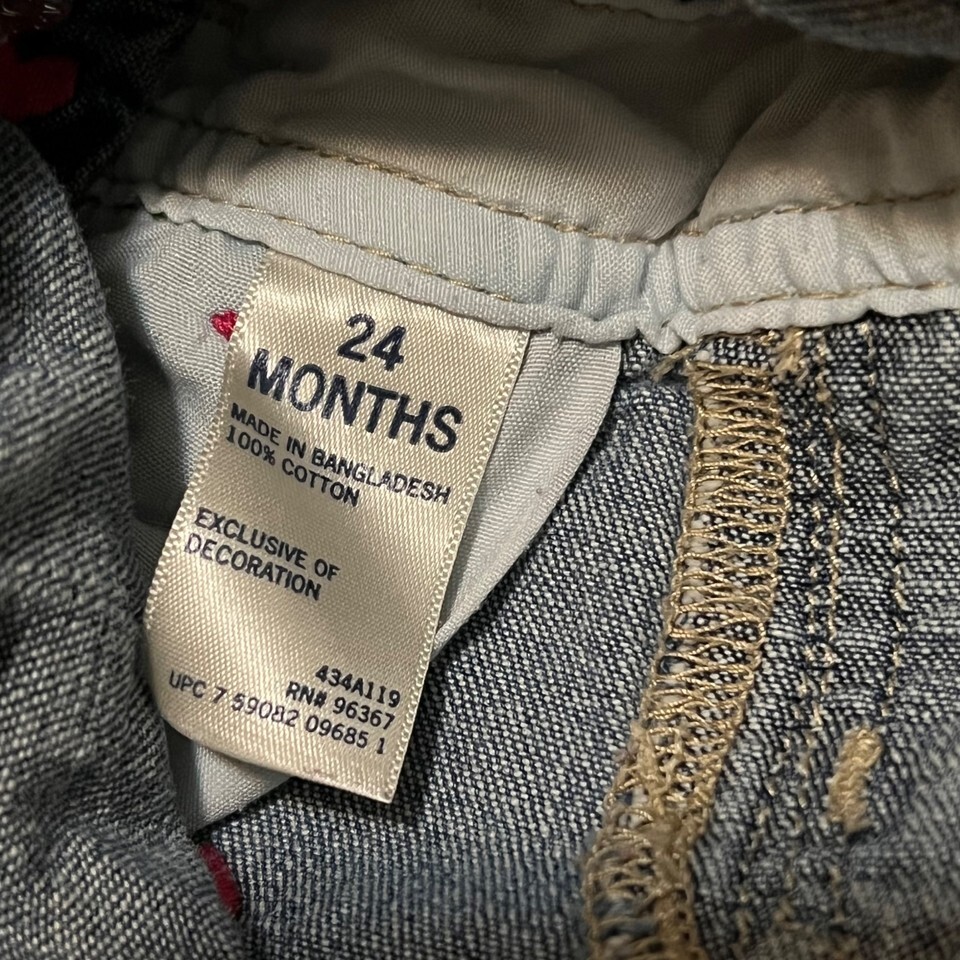 24
MONTHS
MADE IN BANGLADESH
100% COTTON
EXCLUSIVE OF
DECORATION
434A119
RN# 96367
UPC 7 59082 09685 1